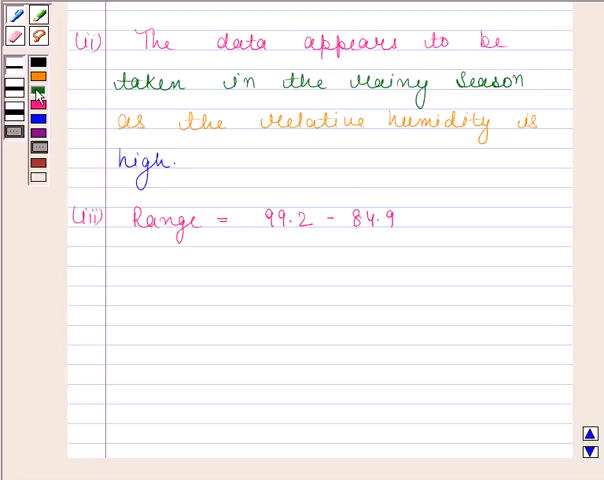 (ii) The data appears to be
taken in the rainy season
as the relative humidity is
high.
(iii) Range = 99.2 - 84.9